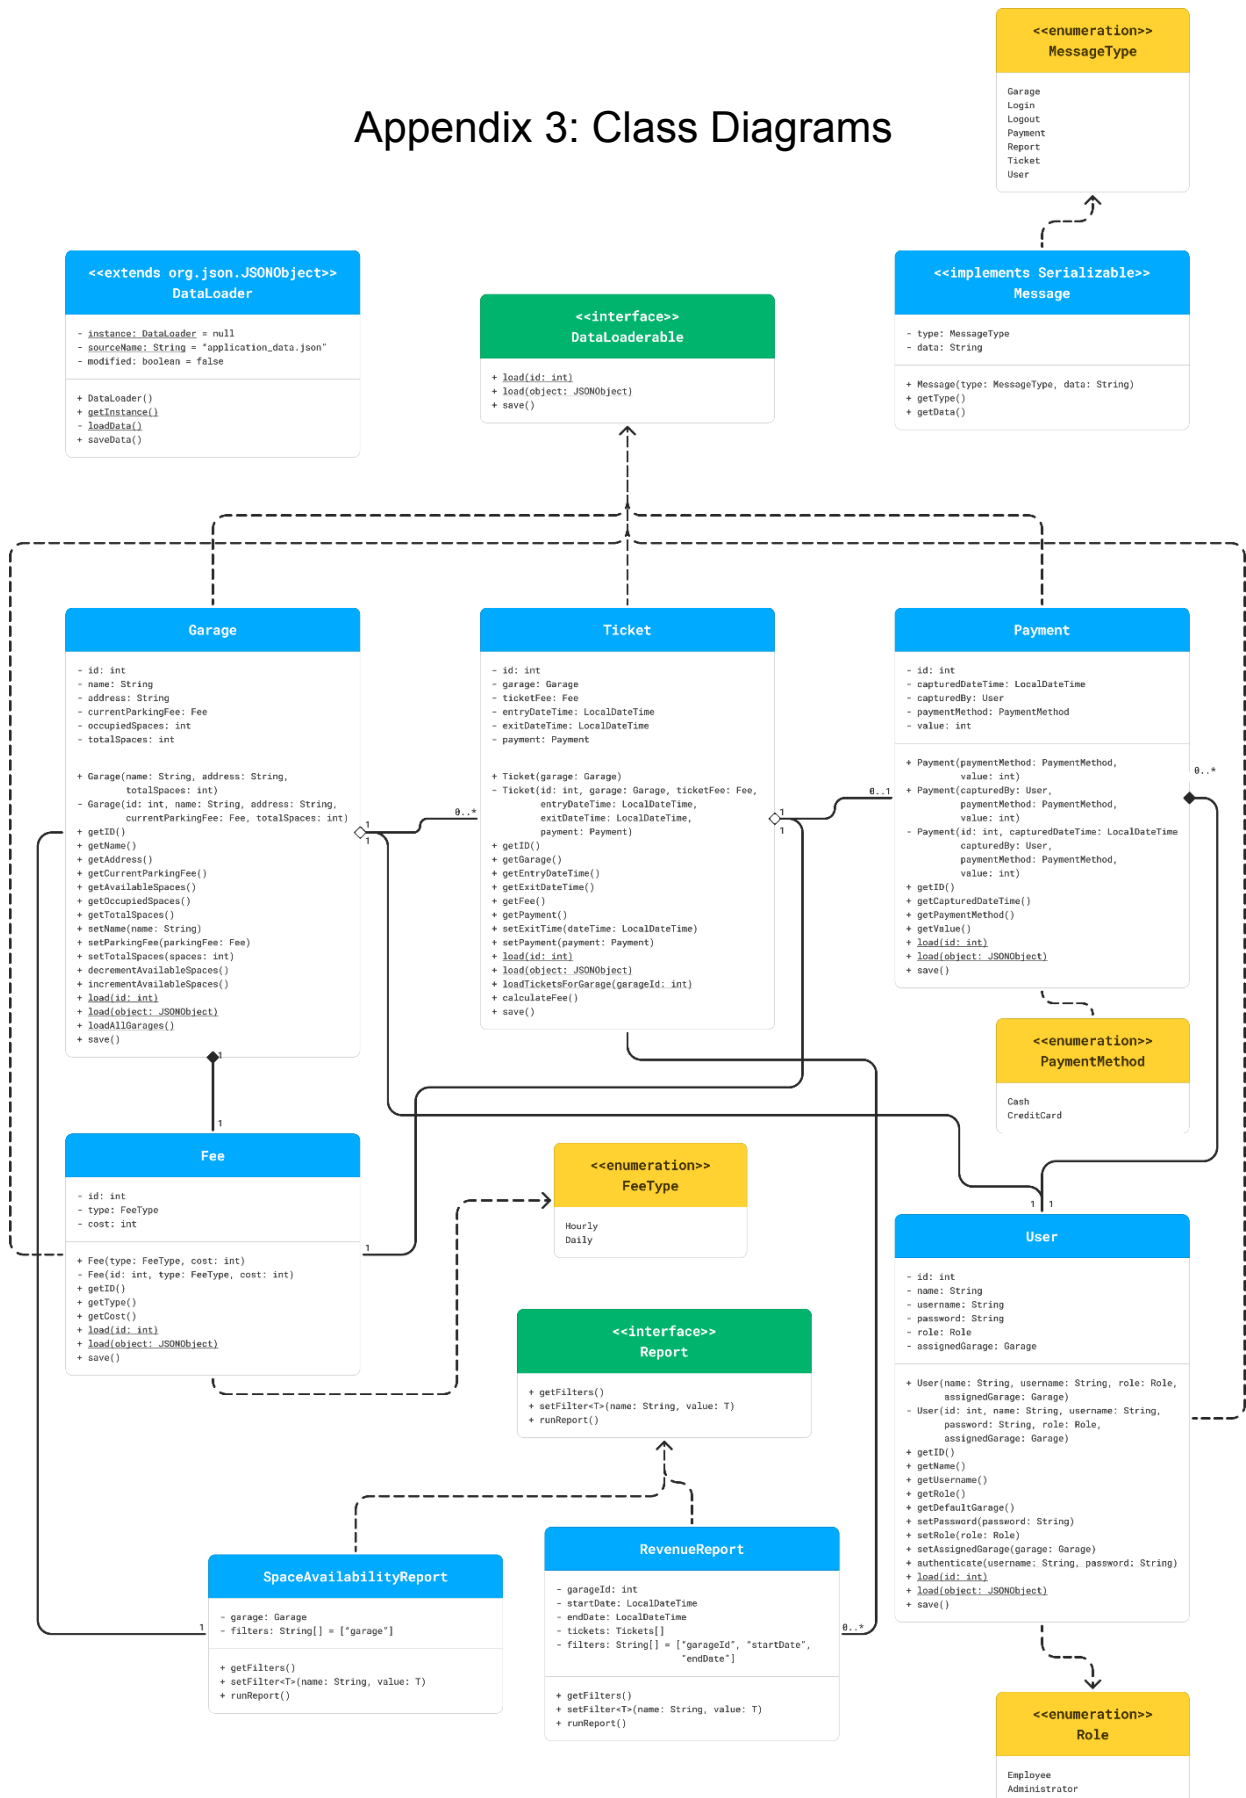 <<enumeration>>
MessageType
Garage
Login
Logout
Payment
Report
Ticket
User
Appendix 3: Class Diagrams
<<extends org.json.JSONObject>>
DataLoader
- instance: DataLoader = null
- sourceName: String = "application_data.json"
- modified: boolean = false
+ DataLoader()
+ getInstance()
- loadData()
+ saveData()
<<interface>>
DataLoaderable
+ load(id: int)
+ load(object: JSONObject)
+ save()
<<implements Serializable>>
Message
- type: MessageType
- data: String
+ Message(type: MessageType, data: String)
+ getType()
+ getData()
Garage
- id: int
- name: String
- address: String
- currentParkingFee: Fee
- occupiedSpaces: int
- totalSpaces: int
+ Garage(name: String, address: String,
totalSpaces: int)
- Garage(id: int, name: String, address: String,
currentParkingFee: Fee, totalSpaces: int)
+ getID()
+ getName()
+ getAddress()
+ getCurrentParkingFee()
+ getAvailableSpaces()
+ getOccupiedSpaces()
+ getTotalSpaces()
+ setName(name: String)
+ setParkingFee(parkingFee: Fee)
+ setTotalSpaces(spaces: int)
+ decrementAvailableSpaces()
+ incrementAvailableSpaces()
+ load(id: int)
+ load(object: JSONObject)
+ loadAllGarages()
+ save()
1
1
0..*
1
1
Ticket
- id: int
- garage: Garage
- ticketFee: Fee
- entryDateTime: LocalDateTime
- exitDateTime: LocalDateTime
- payment: Payment
+ Ticket(garage: Garage)
- Ticket(id: int, garage: Garage, ticketFee: Fee,
entryDateTime: LocalDateTime,
exitDateTime: LocalDateTime,
payment: Payment)
+ getID()
+ getGarage()
+ getEntryDateTime()
+ getExitDateTime()
+ getFee()
+ getPayment()
+ setExitTime(dateTime: LocalDateTime)
+ setPayment(payment: Payment)
+ load(id: int)
+ load(object: JSONObject)
+ loadTicketsForGarage(garageId: int)
+ calculateFee()
+ save()
1
1
0..1
Payment
- id: int
- capturedDateTime: LocalDateTime
- capturedBy: User
- paymentMethod: PaymentMethod
- value: int
+ Payment(paymentMethod: PaymentMethod,
value: int)
+ Payment(capturedBy: User,
paymentMethod: PaymentMethod,
value: int)
- Payment(id: int, capturedDateTime: LocalDateTime
capturedBy: User,
paymentMethod: PaymentMethod,
value: int)
+ getID()
+ getCapturedDateTime()
+ getPaymentMethod()
+ getValue()
+ load(id: int)
+ load(object: JSONObject)
+ save()
0..*
<<enumeration>>
PaymentMethod
Cash
CreditCard
Fee
- id: int
- type: FeeType
- cost: int
+ Fee(type: FeeType, cost: int)
- Fee(id: int, type: FeeType, cost: int)
+ getID()
+ getType()
+ getCost()
+ load(id: int)
+ load(object: JSONObject)
+ save()
1
<<enumeration>>
FeeType
Hourly
Daily
<<interface>>
Report
+ getFilters()
+ setFilter<T>(name: String, value: T)
+ runReport()
1 1
User
- id: int
- name: String
- username: String
- password: String
- role: Role
- assignedGarage: Garage
+ User(name: String, username: String, role: Role,
assignedGarage: Garage)
- User(id: int, name: String, username: String,
password: String, role: Role,
assignedGarage: Garage)
+ getID()
+ getName()
+ getUsername()
+ getRole()
+ getDefaultGarage()
+ setPassword(password: String)
+ setRole(role: Role)
+ setAssignedGarage(garage: Garage)
+ authenticate(username: String, password: String)
+ load(id: int)
+ load(object: JSONObject)
+ save()
1
SpaceAvailabilityReport
- garage: Garage
- filters: String[] = ["garage"]
+ getFilters()
+ setFilter<T>(name: String, value: T)
+ runReport()
RevenueReport
- garageId: int
- startDate: LocalDateTime
- endDate: LocalDateTime
- tickets: Tickets[]
- filters: String[] = ["garageId", "startDate",
"endDate"]
+ getFilters()
+ setFilter<T>(name: String, value: T)
+ runReport()
0..*
<<enumeration>>
Role
Employee
Administrator